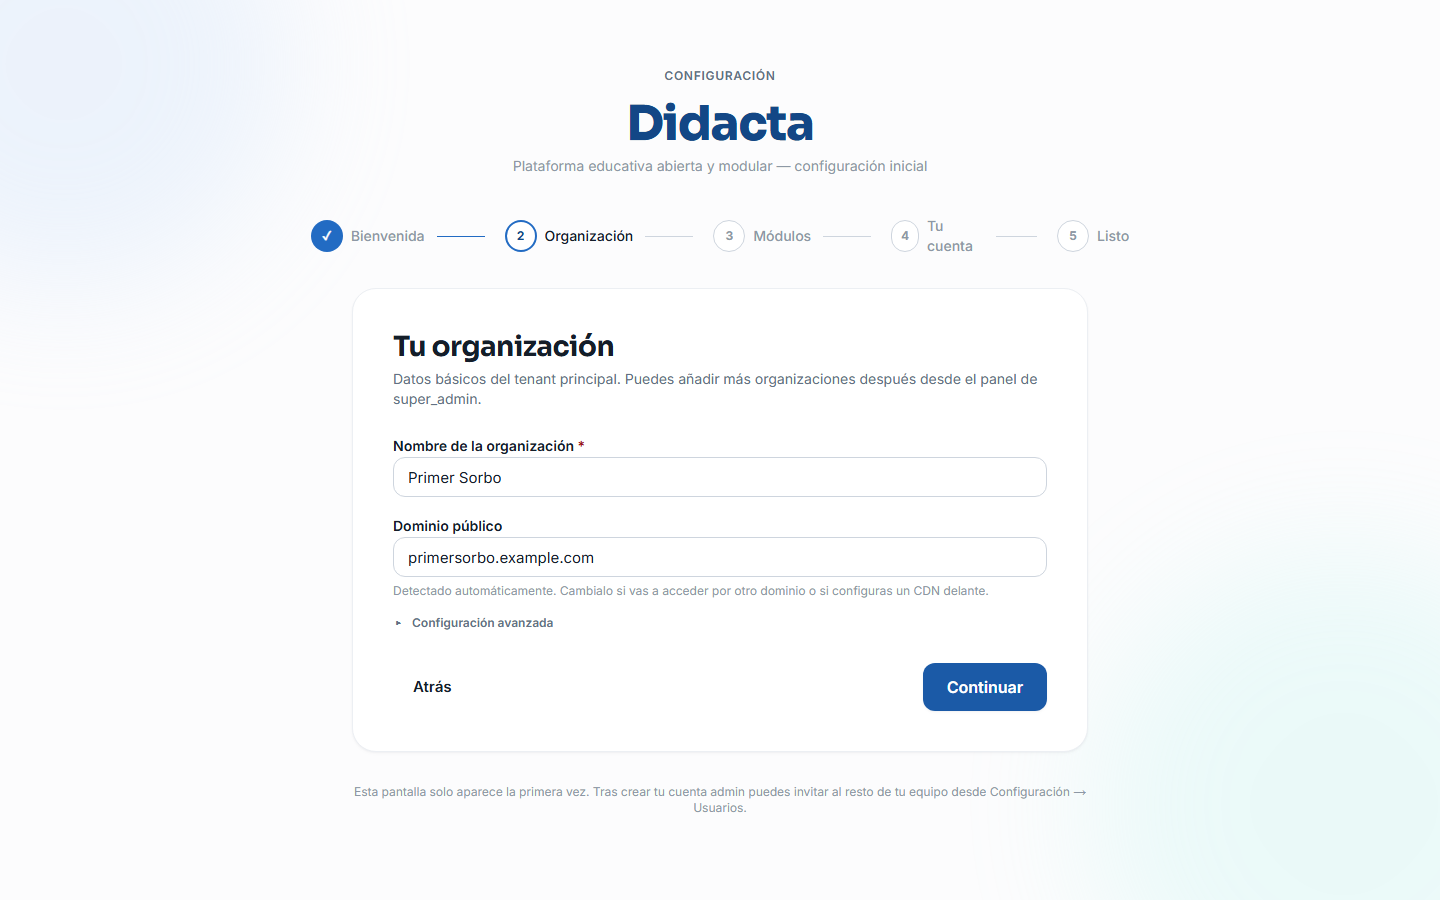 CONFIGURACIÓN
Didacta
Plataforma educativa abierta y modular — configuración inicial
✓ Bienvenida
2 Organización
3 Módulos
4 Tu cuenta
5 Listo
Tu organización
Datos básicos del tenant principal. Puedes añadir más organizaciones después desde el panel de
super_admin.
Nombre de la organización *
Primer Sorbo
Dominio público
primersorbo.example.com
Detectado automáticamente. Cambialo si vas a acceder por otro dominio o si configuras un CDN delante.
▸ Configuración avanzada
Atrás
Continuar
Esta pantalla solo aparece la primera vez. Tras crear tu cuenta admin puedes invitar al resto de tu equipo desde Configuración →
Usuarios.